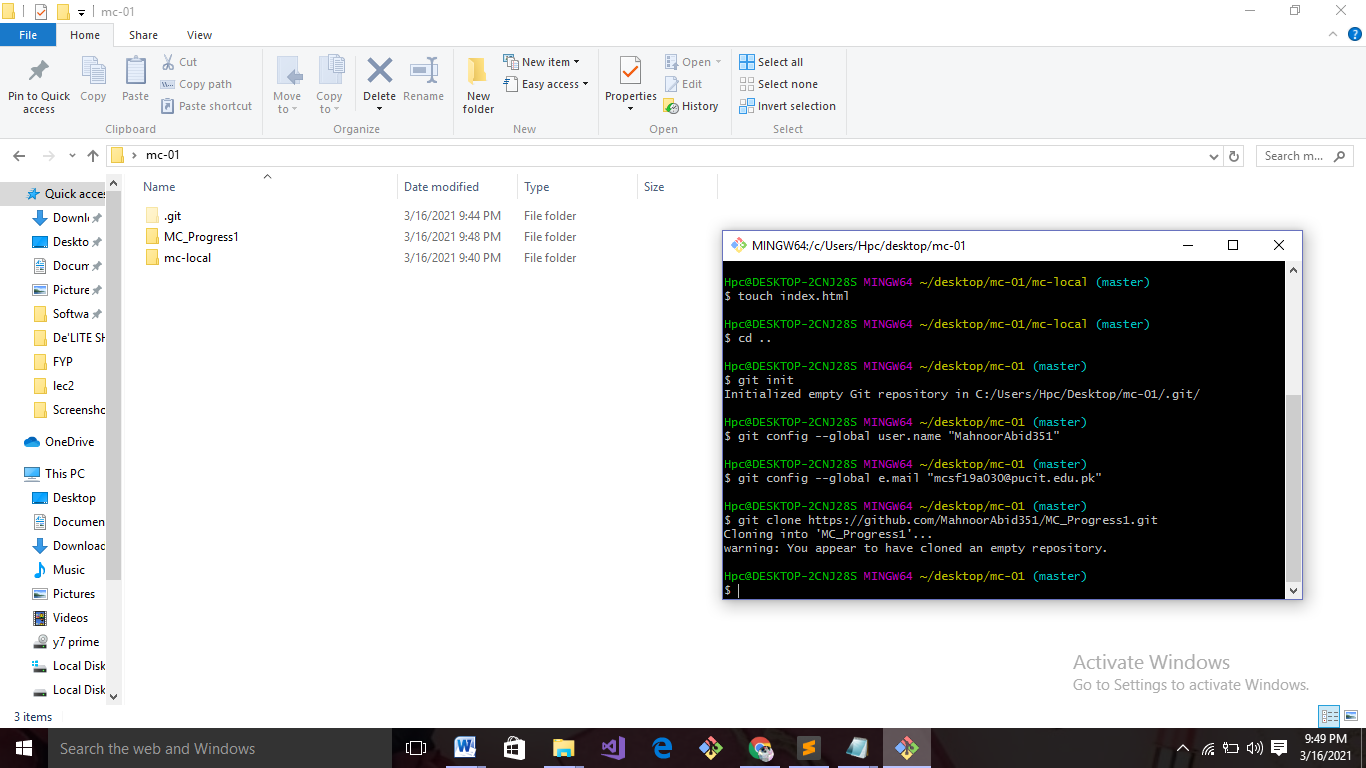 mc-01
File Home Share View
Pin to Quick access
Copy
Paste
Cut
Copy path
Paste shortcut
Clipboard
Move to
Copy to
Delete
Rename
Organize
New folder
New item
Easy access
New
Properties
Open
Edit
History
Open
Select all
Select none
Invert selection
Select
mc-01
Search m...
Name Date modified Type Size
.git 3/16/2021 9:44 PM File folder
MC_Progress1 3/16/2021 9:48 PM File folder
mc-local 3/16/2021 9:40 PM File folder
Quick acces
Downl
Deskto
Docum
Picture
Softwa
De'LITE SH
FYP
lec2
Screensho
OneDrive
This PC
Desktop
Documen
Download
Music
Pictures
Videos
y7 prime
Local Disk
Local Disk
3 items
MINGW64:/c/Users/Hpc/desktop/mc-01
Hpc@DESKTOP-2CNJ28S MINGW64 ~/desktop/mc-01/mc-local (master)
$ touch index.html
Hpc@DESKTOP-2CNJ28S MINGW64 ~/desktop/mc-01/mc-local (master)
$ cd ..
Hpc@DESKTOP-2CNJ28S MINGW64 ~/desktop/mc-01 (master)
$ git init
Initialized empty Git repository in C:/Users/Hpc/Desktop/mc-01/.git/
Hpc@DESKTOP-2CNJ28S MINGW64 ~/desktop/mc-01 (master)
$ git config --global user.name "MahnoorAbid351"
Hpc@DESKTOP-2CNJ28S MINGW64 ~/desktop/mc-01 (master)
$ git config --global e.mail "mcsf19a030@pucit.edu.pk"
Hpc@DESKTOP-2CNJ28S MINGW64 ~/desktop/mc-01 (master)
$ git clone https://github.com/MahnoorAbid351/MC_Progress1.git
Cloning into 'MC_Progress1'...
warning: You appear to have cloned an empty repository.
Hpc@DESKTOP-2CNJ28S MINGW64 ~/desktop/mc-01 (master)
$
Activate Windows
Go to Settings to activate Windows.
Search the web and Windows
9:49 PM
3/16/2021